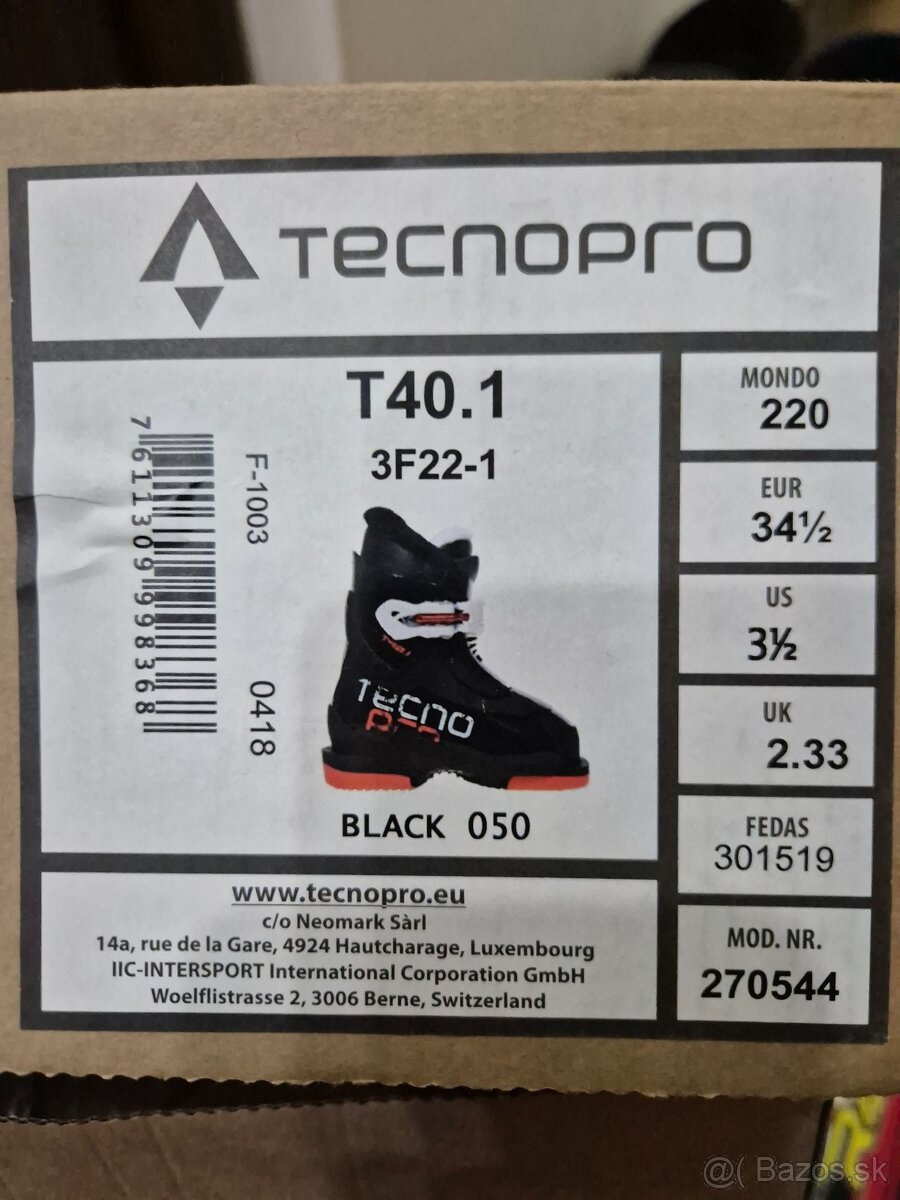 TECNOPRO
T40.1
3F22-1
7 611309 998368
F-1003
0418
TECNO
PRO
BLACK 050
MONDO
220
EUR
34½
US
3½
UK
2.33
FEDAS
301519
MOD. NR.
270544
www.tecnopro.eu
c/o Neomark Sàrl
14a, rue de la Gare, 4924 Hautcharage, Luxembourg
IIC-INTERSPORT International Corporation GmbH
Woelflistrasse 2, 3006 Berne, Switzerland
@( Bazos.sk